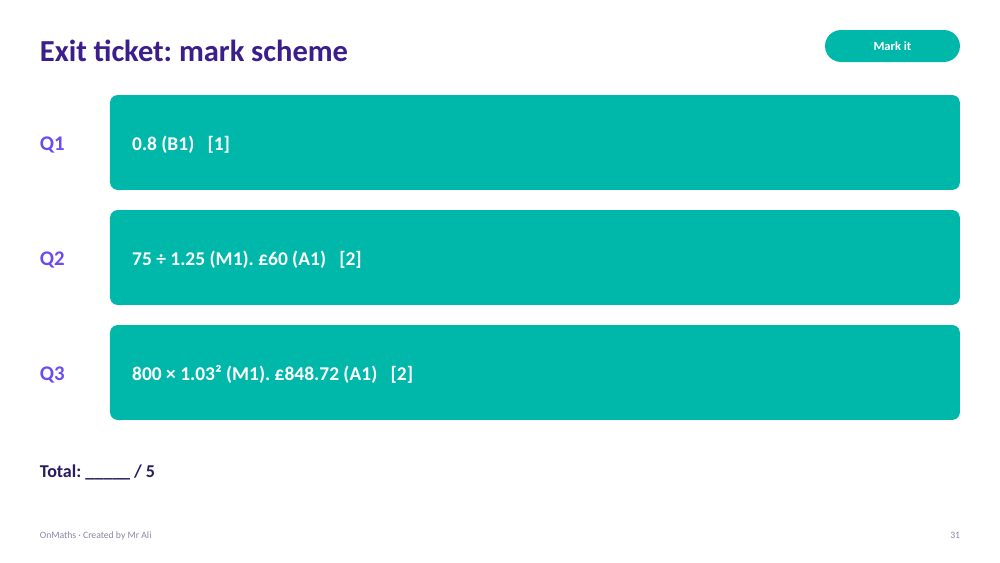 Exit ticket: mark scheme
Mark it
Q1
0.8 (B1) [1]
Q2
75 ÷ 1.25 (M1). £60 (A1) [2]
Q3
800 × 1.03² (M1). £848.72 (A1) [2]
Total: _____ / 5
OnMaths · Created by Mr Ali
31